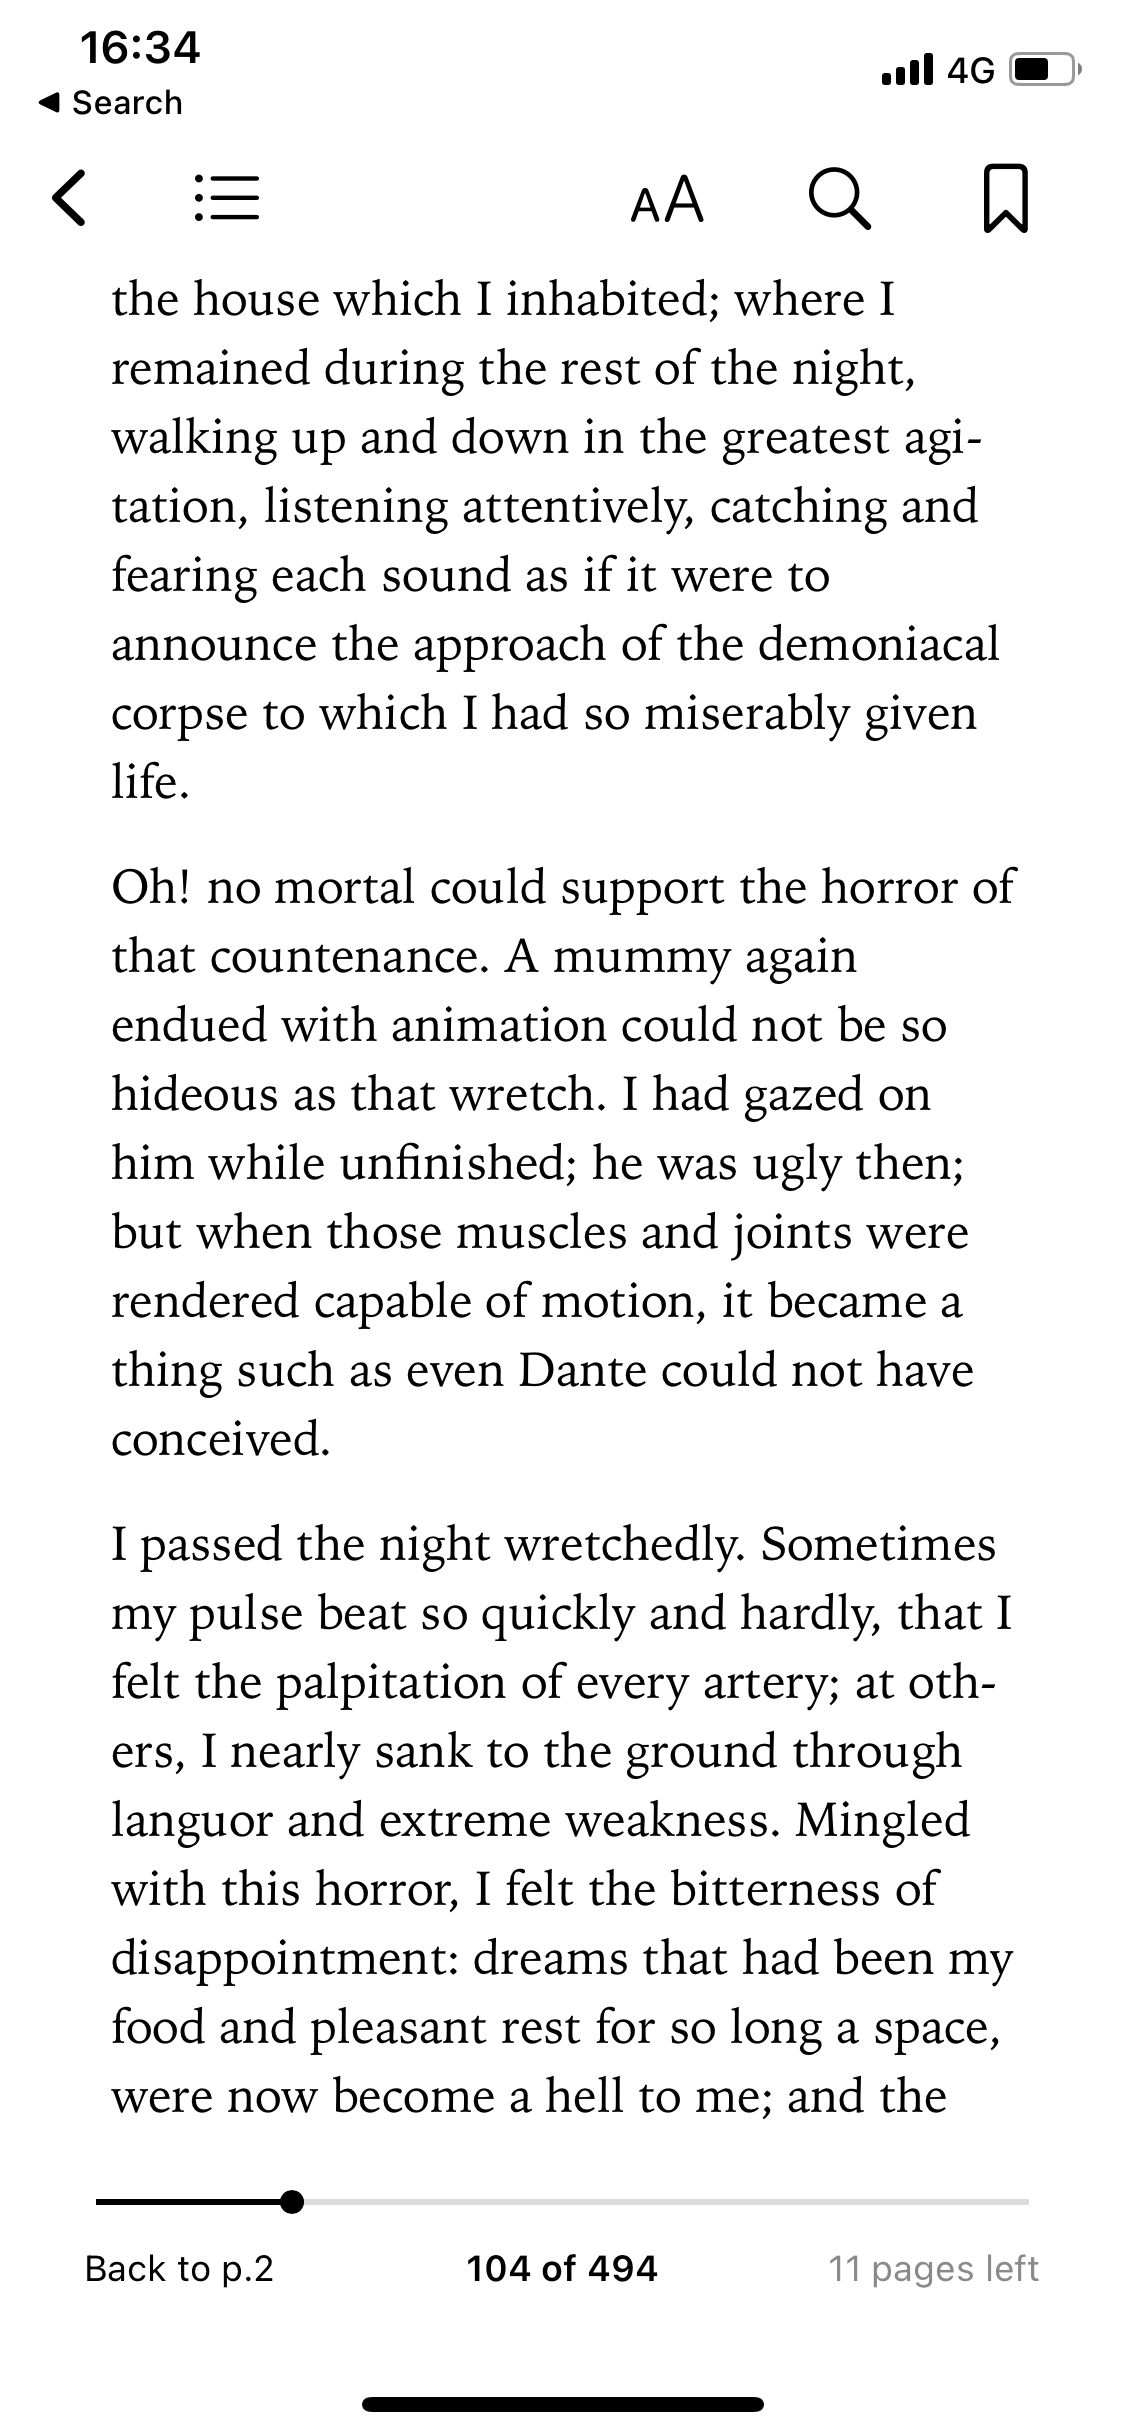 16:34
4G
◀ Search
AA
the house which I inhabited; where I
remained during the rest of the night,
walking up and down in the greatest agi-
tation, listening attentively, catching and
fearing each sound as if it were to
announce the approach of the demoniacal
corpse to which I had so miserably given
life.
Oh! no mortal could support the horror of
that countenance. A mummy again
endued with animation could not be so
hideous as that wretch. I had gazed on
him while unfinished; he was ugly then;
but when those muscles and joints were
rendered capable of motion, it became a
thing such as even Dante could not have
conceived.
I passed the night wretchedly. Sometimes
my pulse beat so quickly and hardly, that I
felt the palpitation of every artery; at oth-
ers, I nearly sank to the ground through
languor and extreme weakness. Mingled
with this horror, I felt the bitterness of
disappointment: dreams that had been my
food and pleasant rest for so long a space,
were now become a hell to me; and the
Back to p.2
104 of 494
11 pages left